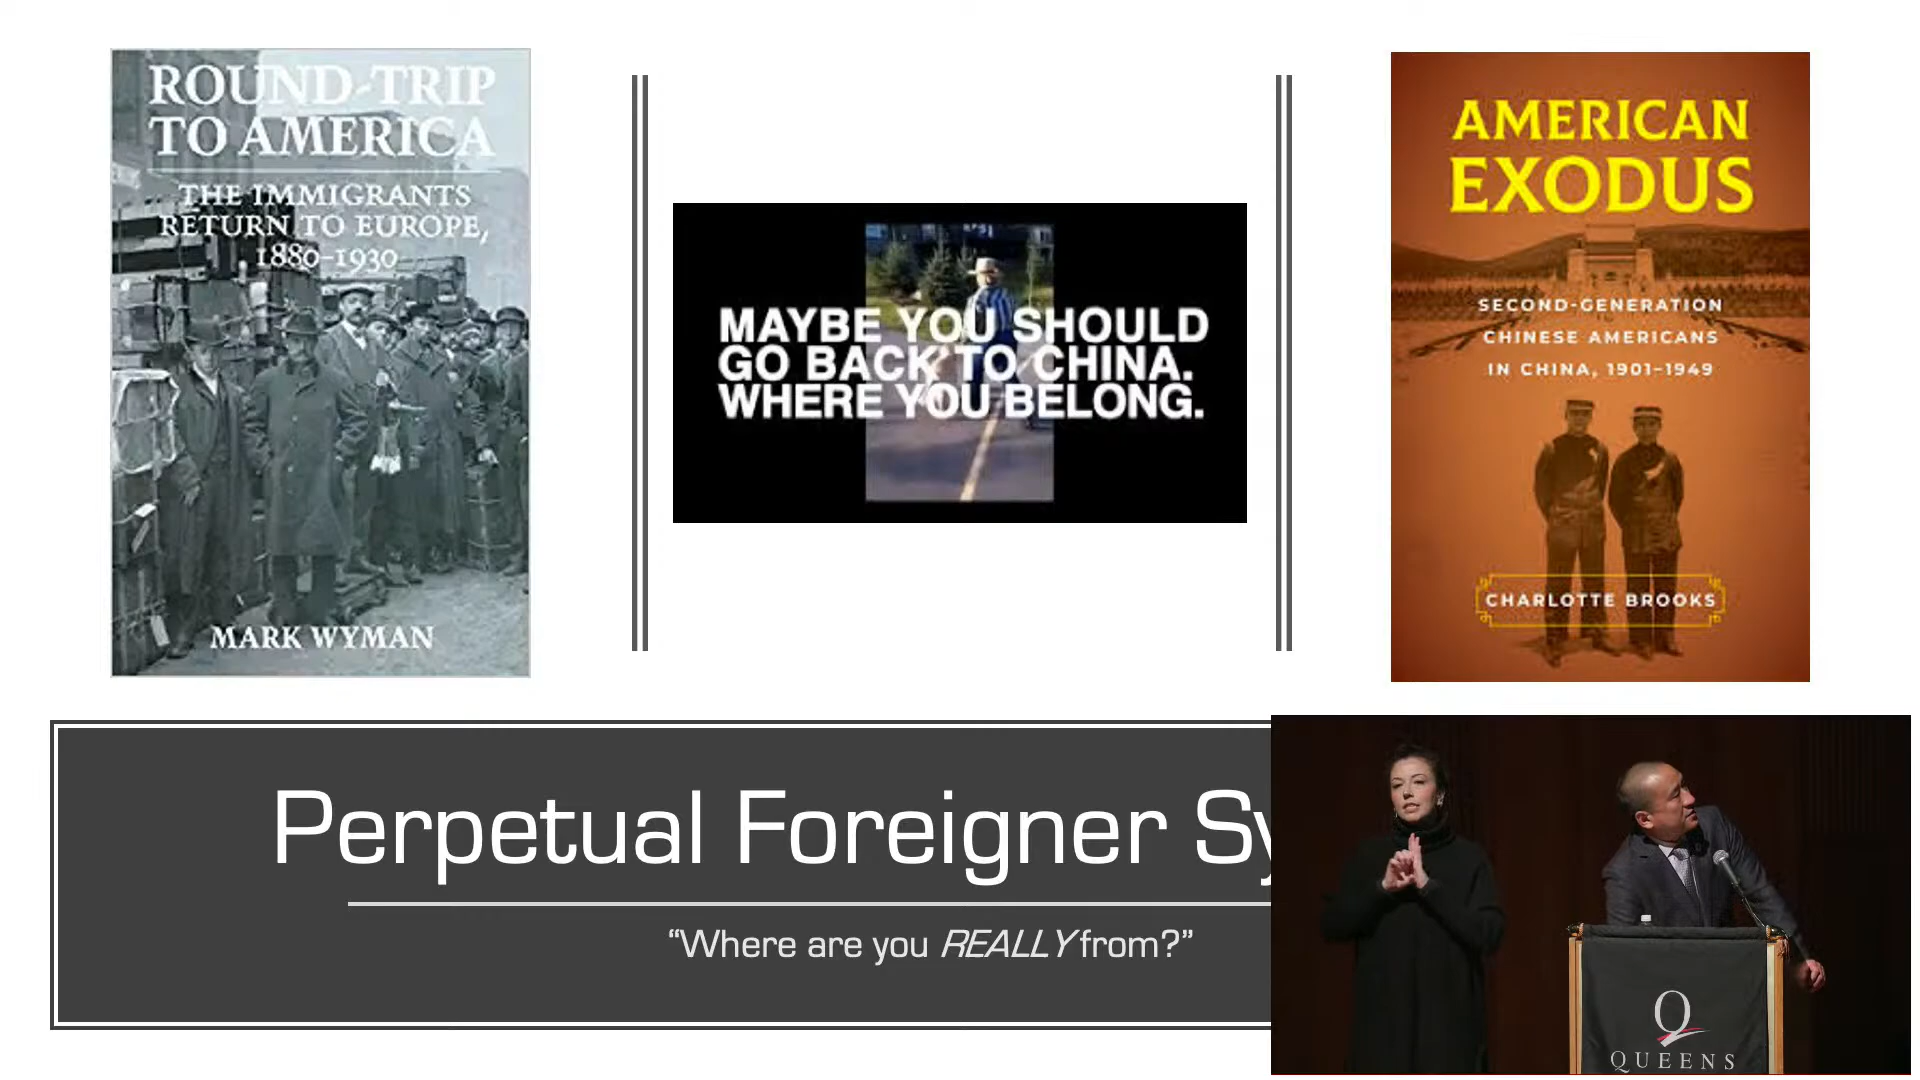 ROUND-TRIP
TO AMERICA
THE IMMIGRANTS
RETURN TO EUROPE,
1880–1930
MARK WYMAN
MAYBE YOU SHOULD
GO BACK TO CHINA.
WHERE YOU BELONG.
AMERICAN
EXODUS
SECOND-GENERATION
CHINESE AMERICANS
IN CHINA, 1901–1949
CHARLOTTE BROOKS
Perpetual Foreigner
“Where are you REALLY from?”
Q
QUEENS